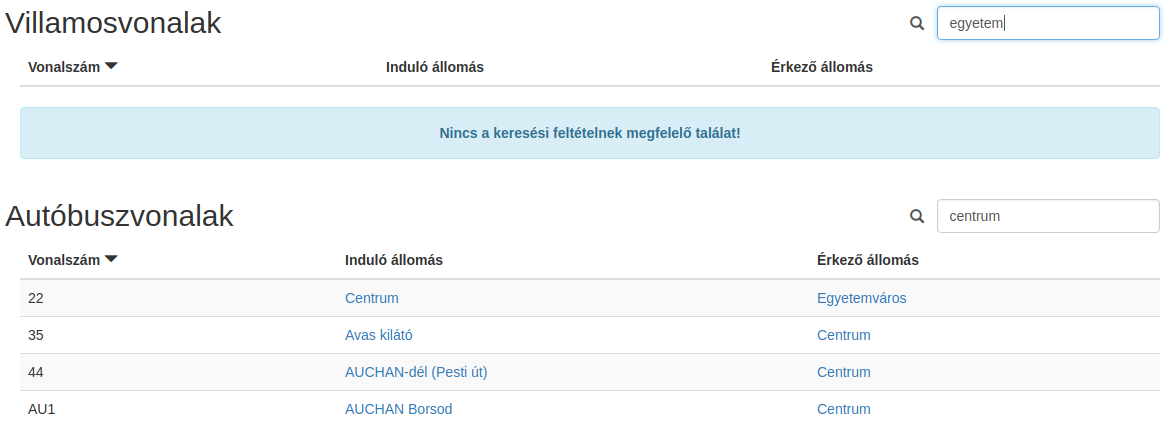 Villamosvonalak egyetem
Vonalszám Induló állomás Érkező állomás
Nincs a keresési feltételnek megfelelő találat!
Autóbuszvonalak centrum
Vonalszám Induló állomás Érkező állomás
22 Centrum Egyetemváros
35 Avas kilátó Centrum
44 AUCHAN-dél (Pesti út) Centrum
AU1 AUCHAN Borsod Centrum